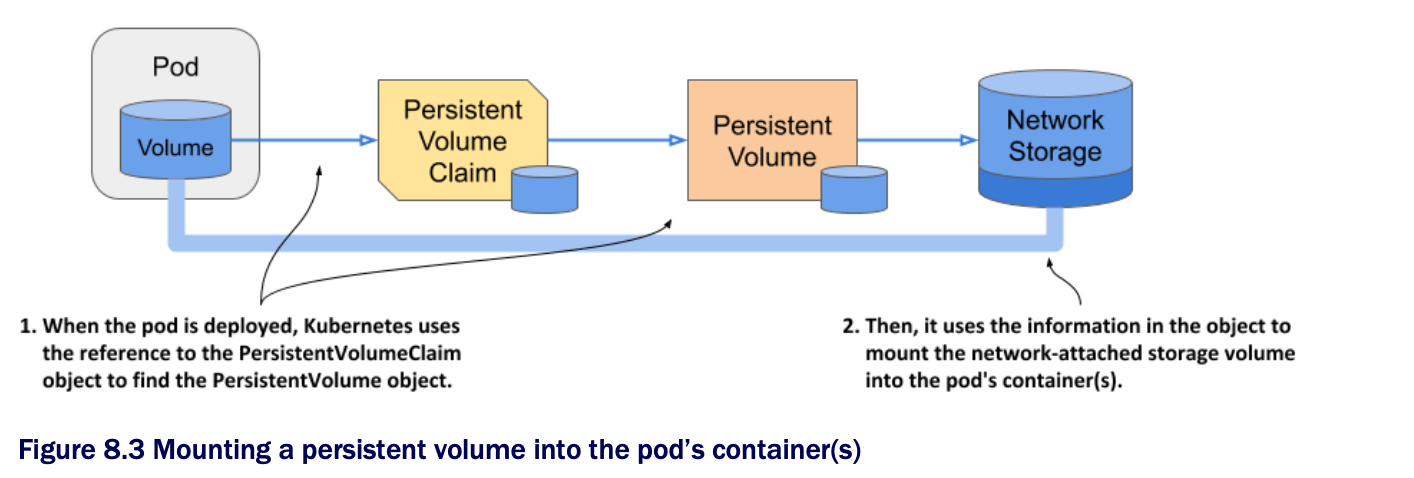 Pod
Volume
Persistent
Volume
Claim
Persistent
Volume
Network
Storage
1. When the pod is deployed, Kubernetes uses
the reference to the PersistentVolumeClaim
object to find the PersistentVolume object.
2. Then, it uses the information in the object to
mount the network-attached storage volume
into the pod's container(s).
Figure 8.3 Mounting a persistent volume into the pod’s container(s)